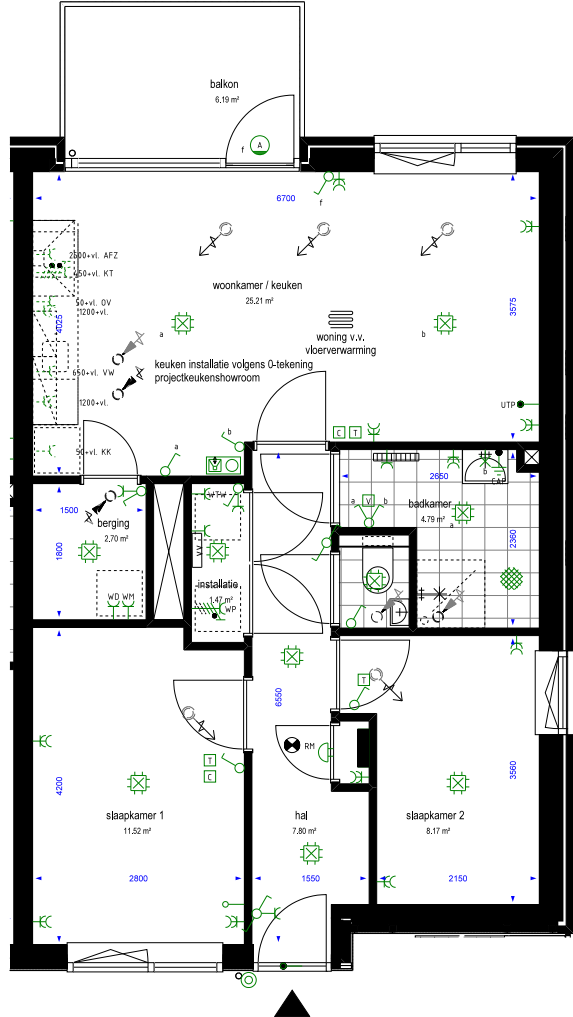 balkon
6.19 m²
f
A
6700
f
2600+vl. AFZ
450+vl. KT
50+vl. OV
1200+vl.
4025
3575
woonkamer / keuken
25.21 m²
a
b
woning v.v.
vloerverwarming
650+vl. VW
keuken installatie volgens 0-tekening
projectkeukenshowroom
1200+vl.
UTP
50+vl. KK
a
b
C T
2650
b
CAP
1500
berging
2.70 m²
WTW
a V b
badkamer
4.79 m²
a
1800
VV
2360
installatie
1.47 m²
WD WM
WP
6550
T
RM
4200
T
C
3560
slaapkamer 1
11.52 m²
hal
7.80 m²
slaapkamer 2
8.17 m²
2800
1550
2150